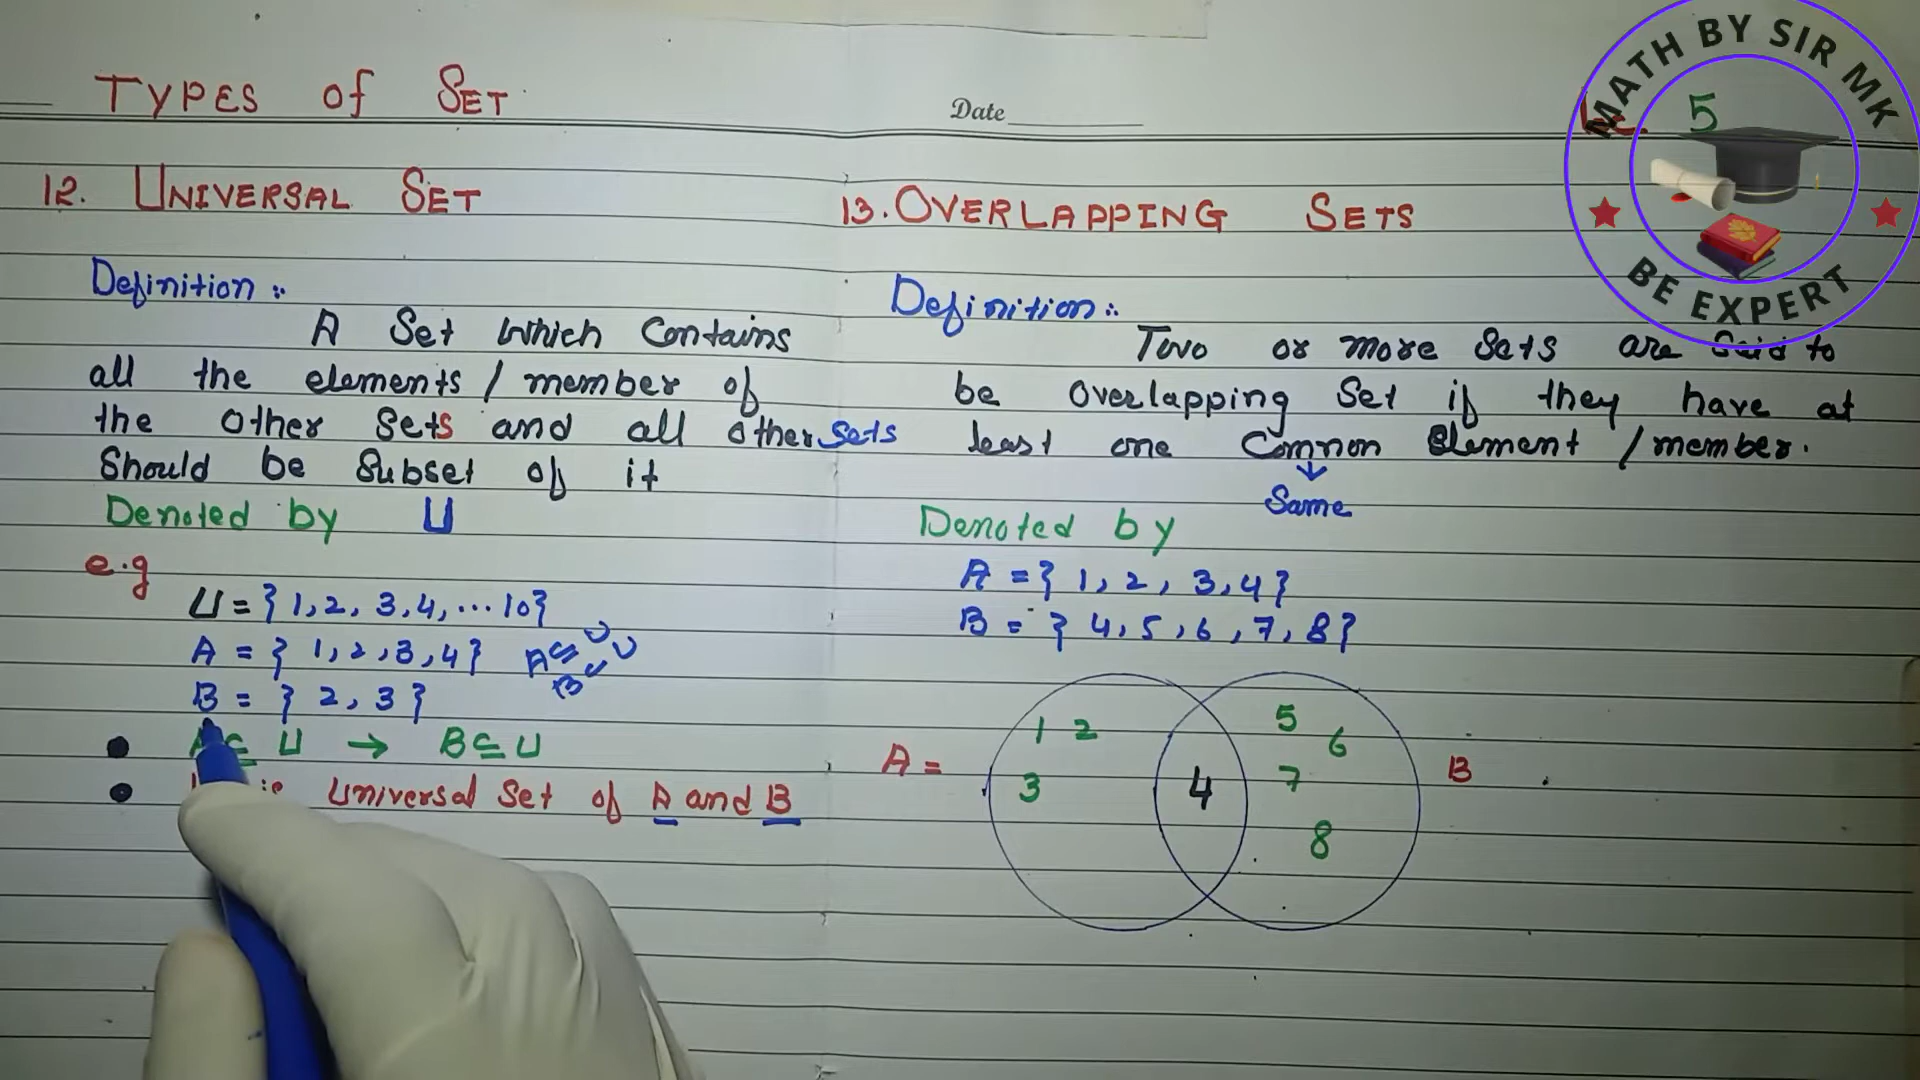 TYPES of SET
Date
5
MATH BY SIR MK
BE EXPERT
12. UNIVERSAL SET
Definition :.
A Set which contains
all the elements / member of
the other Sets and all other sets
Should be Subset of it
Denoted by U
e.g
U = { 1, 2, 3, 4, ... 10}
A = { 1, 2, 3, 4 } A ⊆ U
B ⊆ U
B = { 2, 3 }
A ⊆ U → B ⊆ U
is Universal Set of A and B
13. OVERLAPPING SETS
Definition :.
Two or more Sets are Said to
be overlapping Set if they have at
least one Common Element / member.
↓
Same
Denoted by
A = { 1, 2, 3, 4 }
B = { 4, 5, 6, 7, 8 }
A =
1 2
3
4
5
6
7
8
B